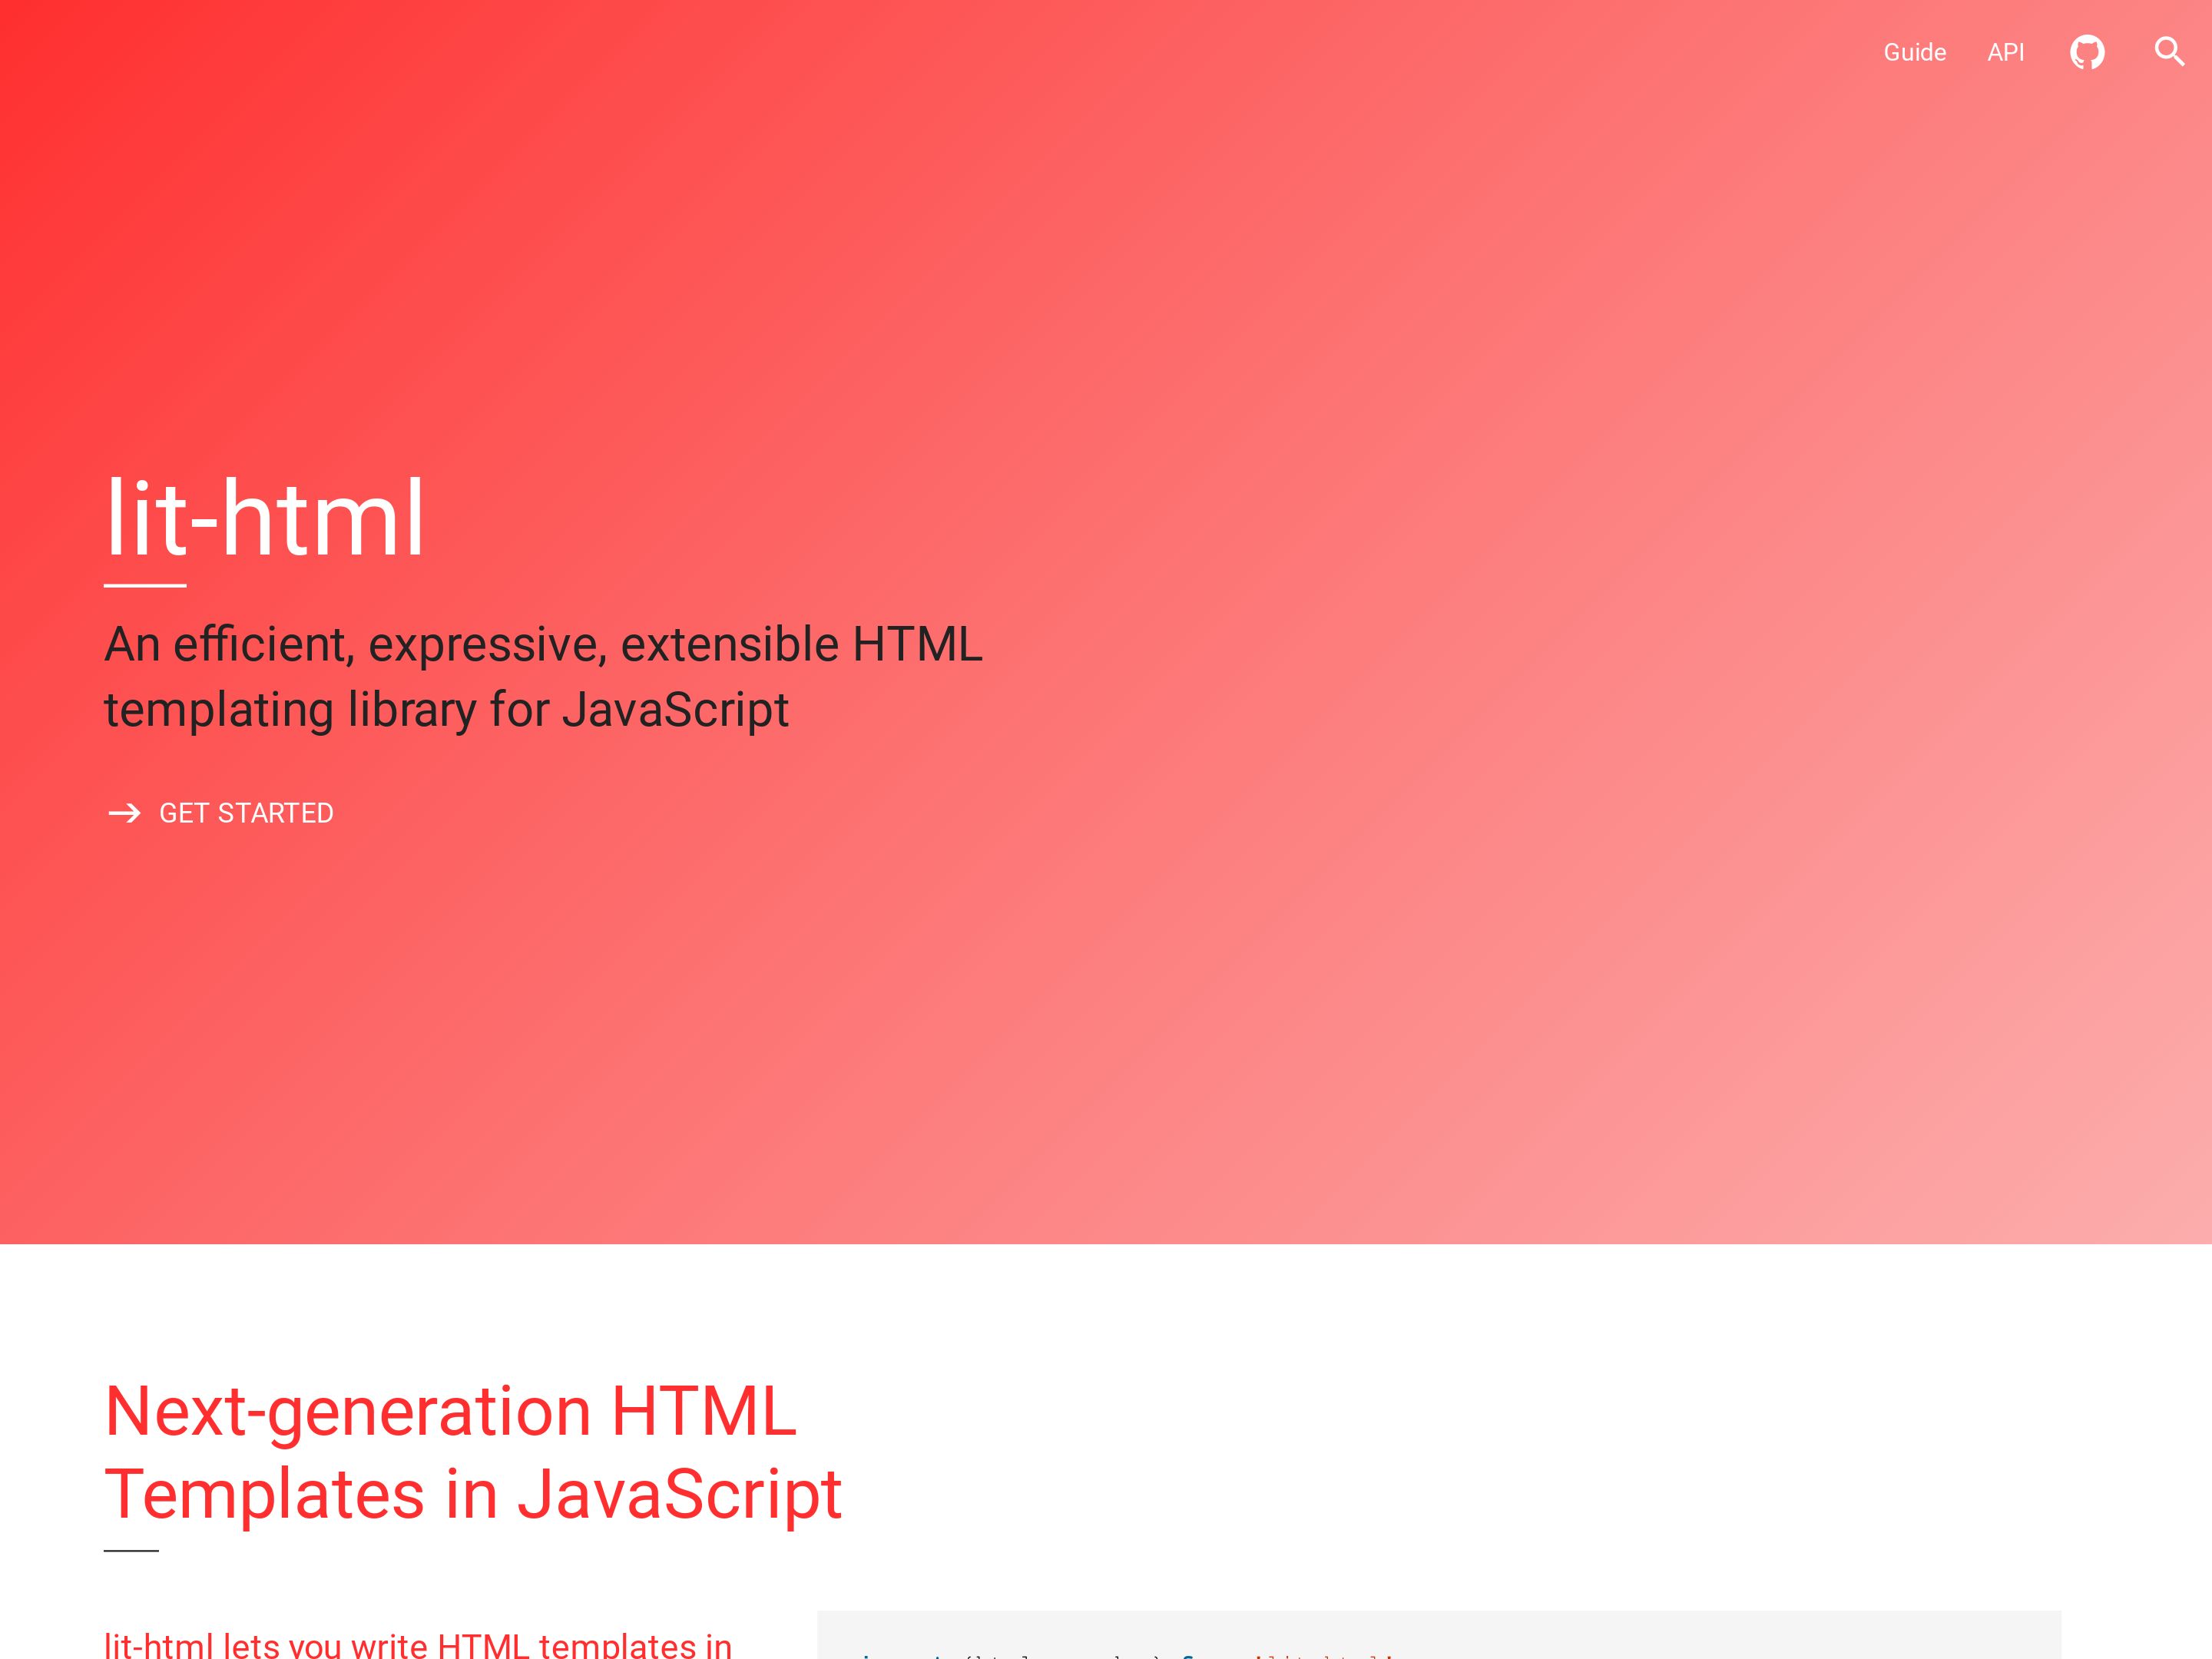 Guide API
lit-html
An efficient, expressive, extensible HTML
templating library for JavaScript
GET STARTED
Next-generation HTML
Templates in JavaScript
lit-html lets you write HTML templates in